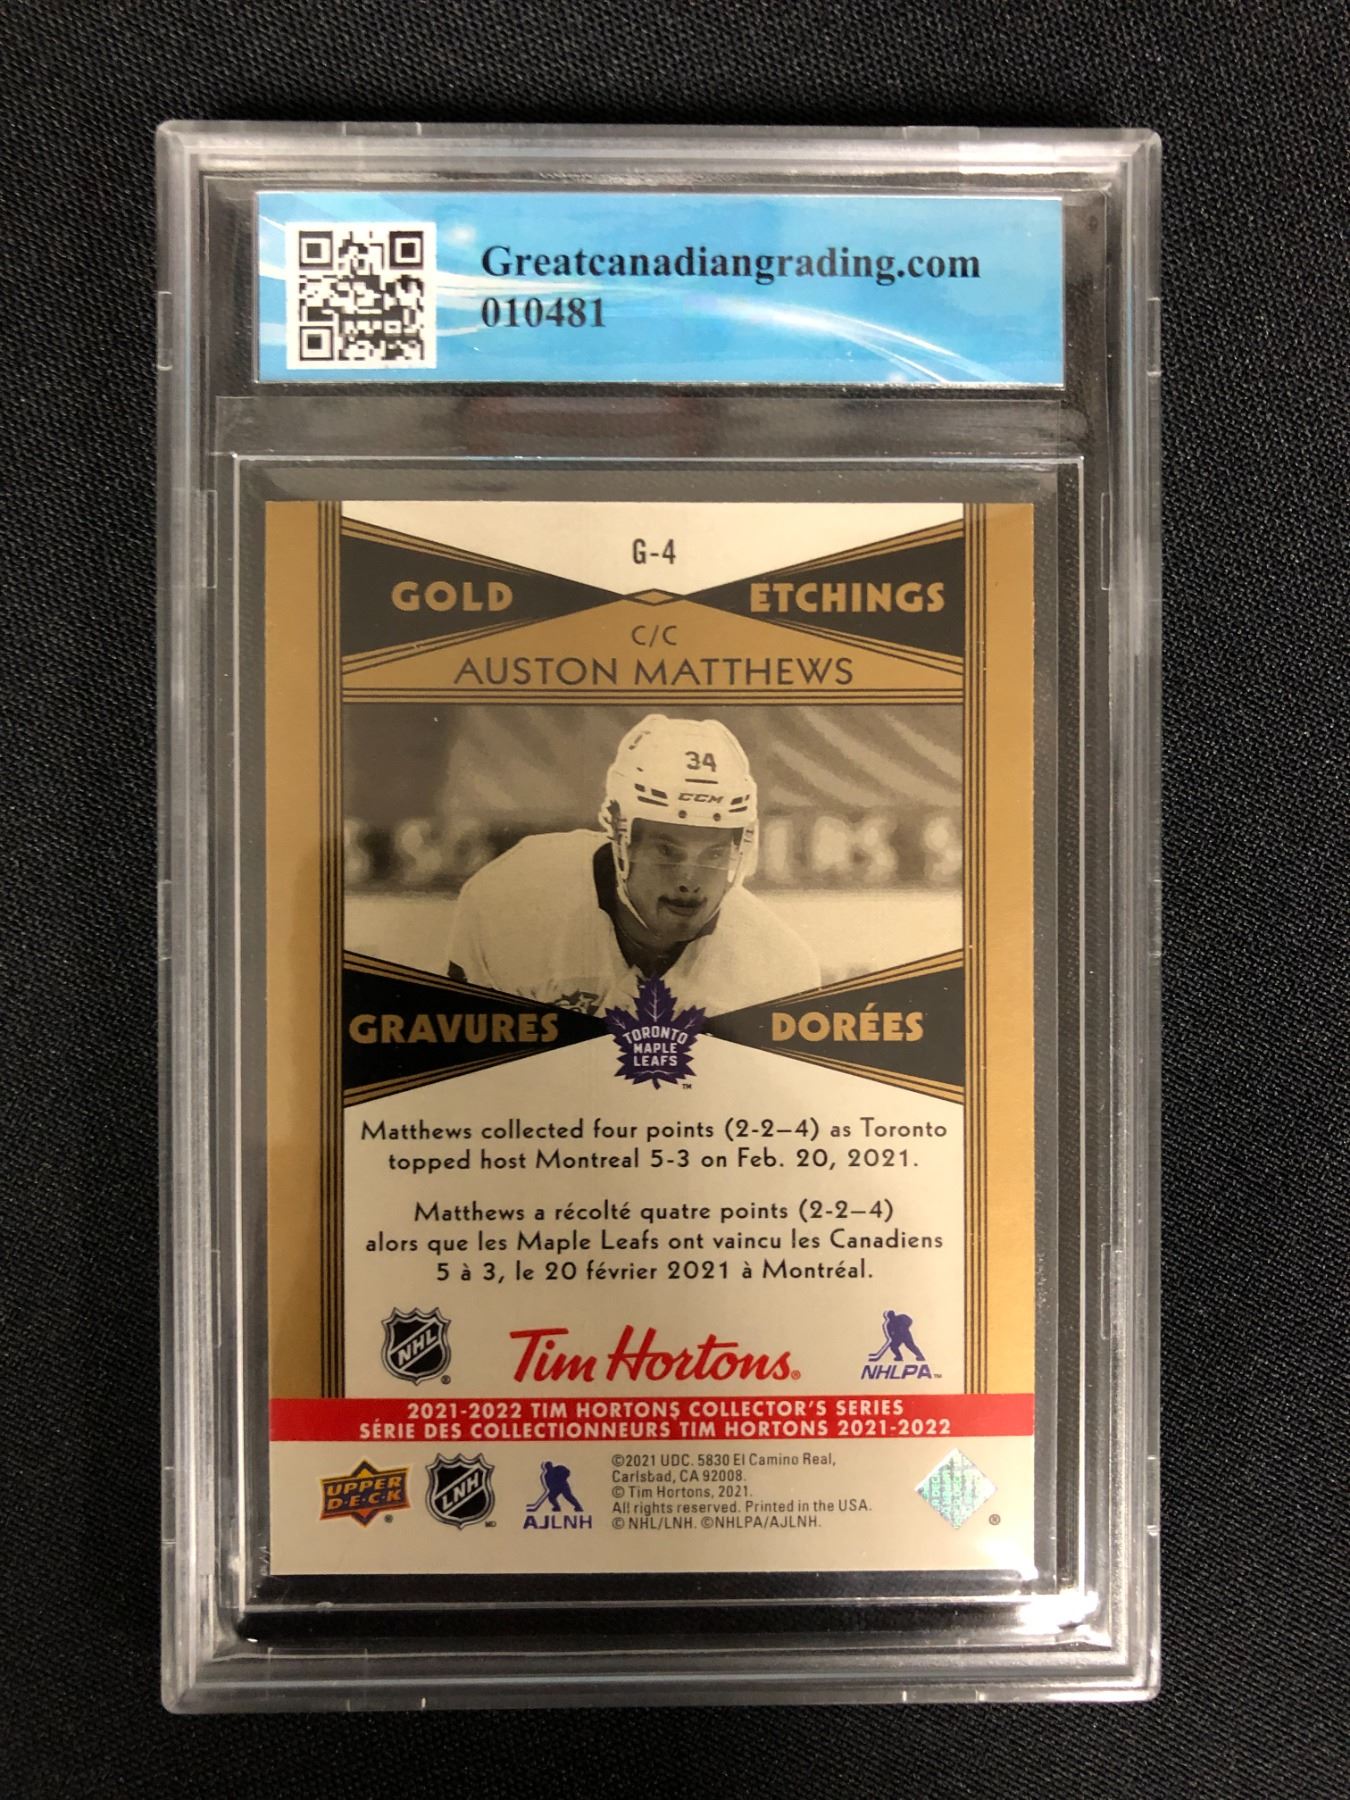 Greatcanadiangrading.com
010481
G-4
GOLD ETCHINGS
C/C
AUSTON MATTHEWS
34
CCM
GRAVURES DORÉES
TORONTO
MAPLE
LEAFS
™
Matthews collected four points (2-2—4) as Toronto
topped host Montreal 5-3 on Feb. 20, 2021.
Matthews a récolté quatre points (2-2—4)
alors que les Maple Leafs ont vaincu les Canadiens
5 à 3, le 20 février 2021 à Montréal.
NHL ®
Tim Hortons®
NHLPA™
2021-2022 TIM HORTONS COLLECTOR'S SERIES
SÉRIE DES COLLECTIONNEURS TIM HORTONS 2021-2022
UPPER
D·E·C·K ®
LNH MD
AJLNH
©2021 UDC. 5830 El Camino Real,
Carlsbad, CA 92008.
© Tim Hortons, 2021.
All rights reserved. Printed in the USA.
© NHL/LNH. ©NHLPA/AJLNH.
®